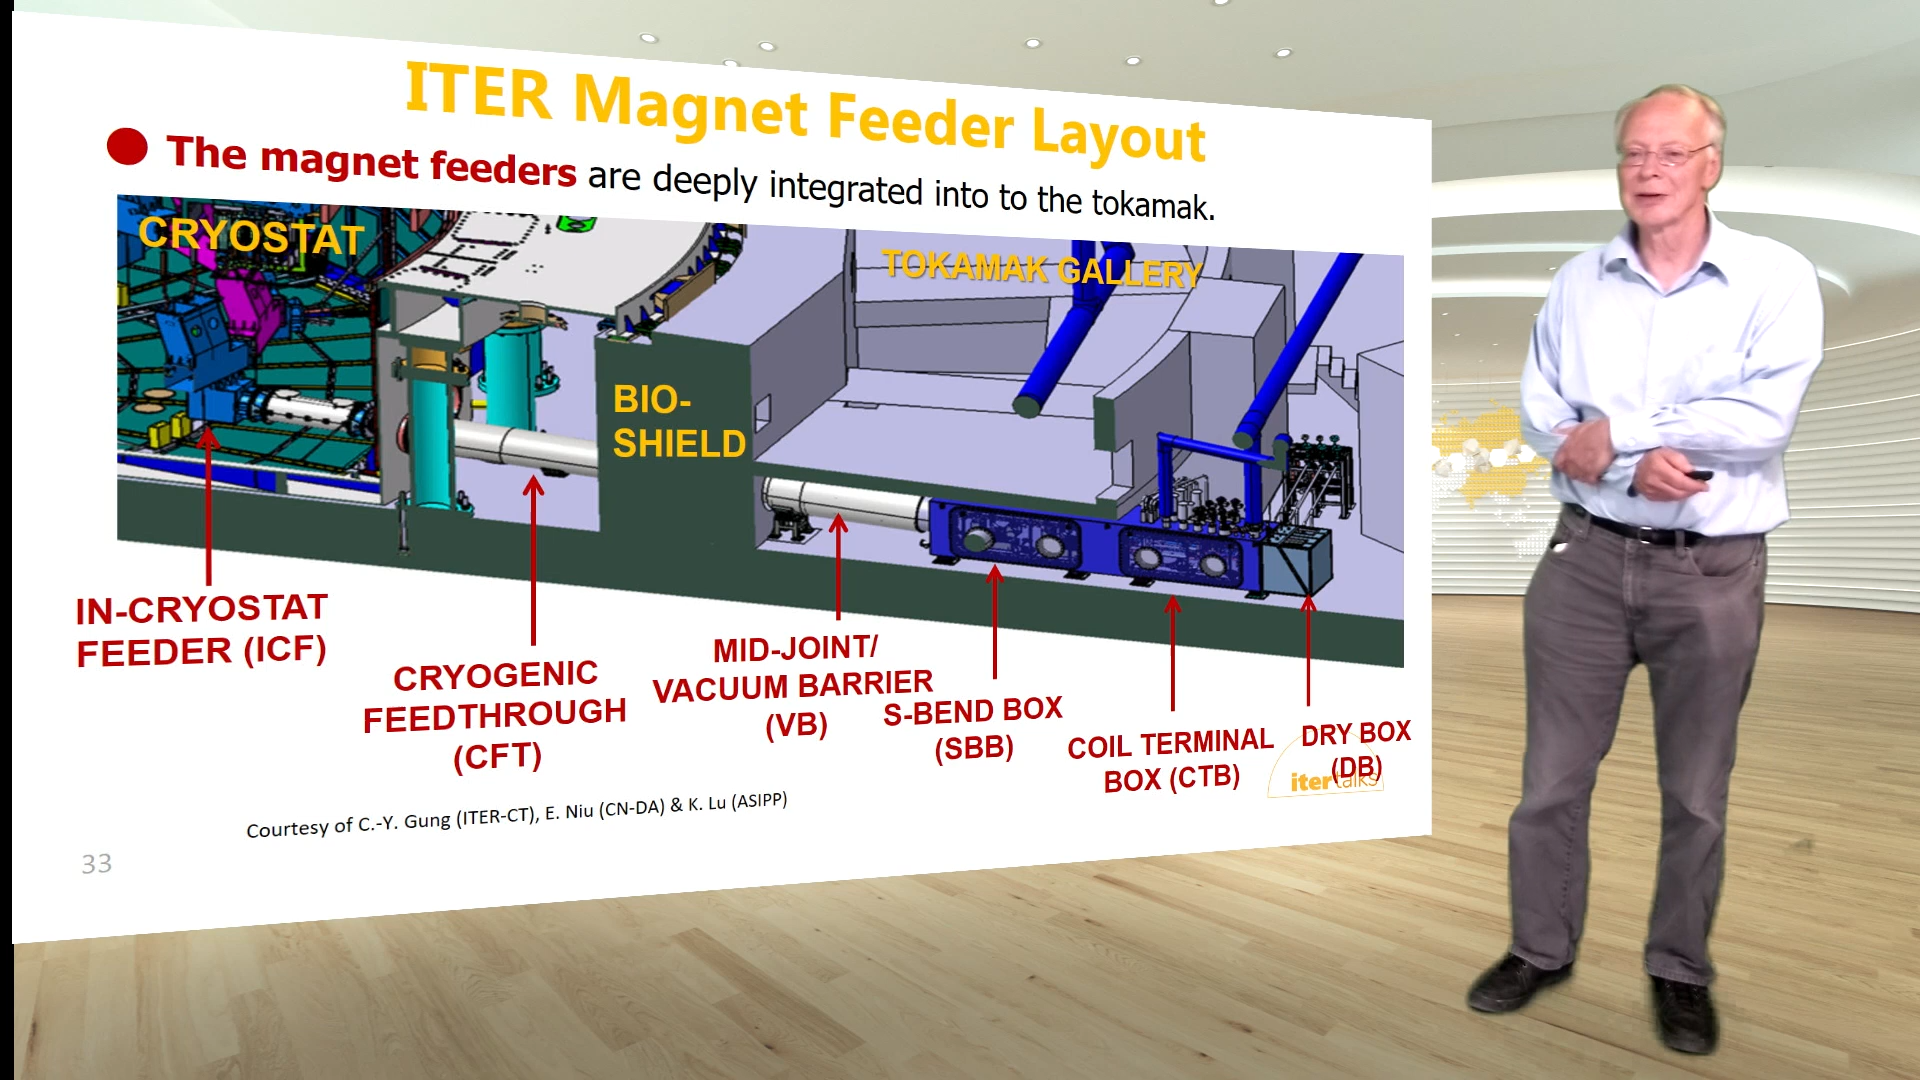 ITER Magnet Feeder Layout
The magnet feeders are deeply integrated into to the tokamak.
CRYOSTAT
TOKAMAK GALLERY
BIO-
SHIELD
IN-CRYOSTAT
FEEDER (ICF)
CRYOGENIC
FEEDTHROUGH
(CFT)
MID-JOINT/
VACUUM BARRIER
(VB)
S-BEND BOX
(SBB)
COIL TERMINAL
BOX (CTB)
DRY BOX
(DB)
iter talks
Courtesy of C.-Y. Gung (ITER-CT), E. Niu (CN-DA) & K. Lu (ASIPP)
33